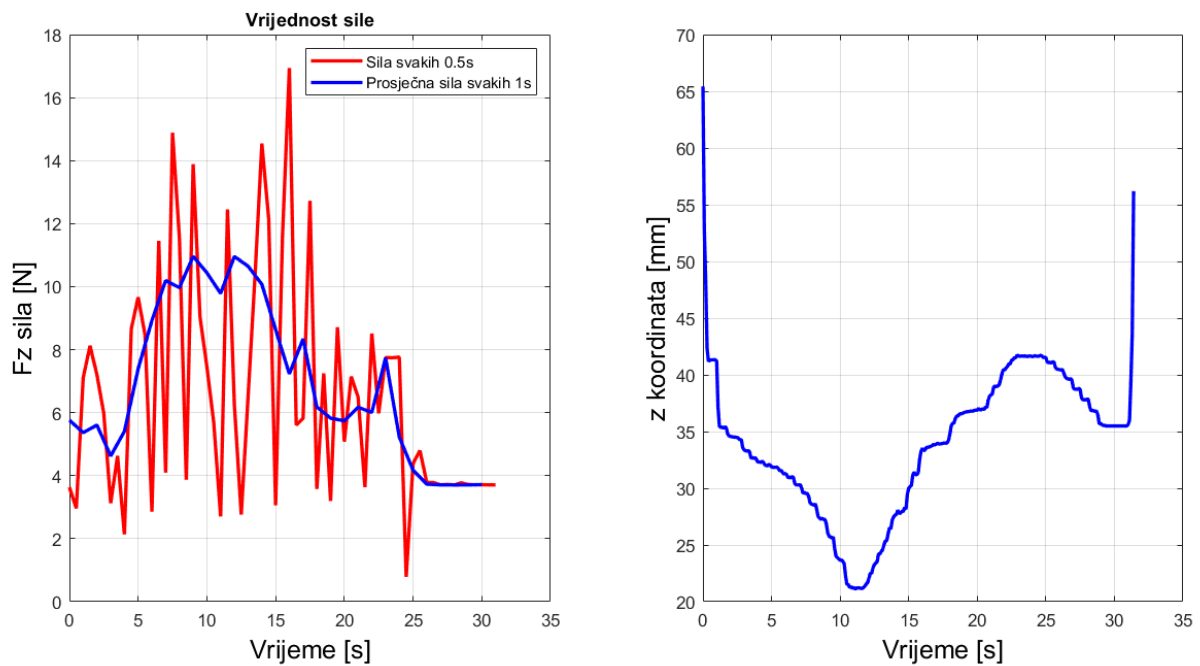 Vrijednost sile
Sila svakih 0.5s
Prosječna sila svakih 1s
Fz sila [N]
18
16
14
12
10
8
6
4
2
0
0 5 10 15 20 25 30 35
Vrijeme [s]
z koordinata [mm]
70
65
60
55
50
45
40
35
30
25
20
0 5 10 15 20 25 30 35
Vrijeme [s]